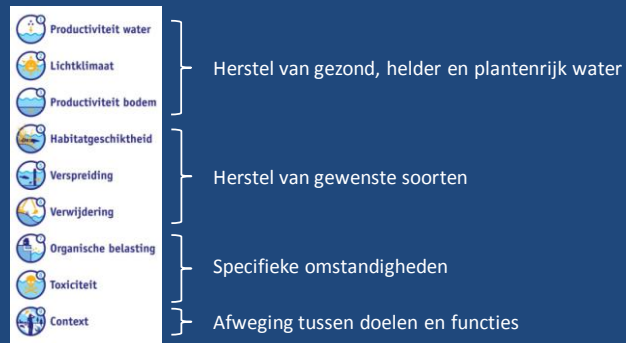 Productiviteit water
Lichtklimaat
Productiviteit bodem
Herstel van gezond, helder en plantenrijk water
Habitatgeschiktheid
Verspreiding
Verwijdering
Herstel van gewenste soorten
Organische belasting
Toxiciteit
Specifieke omstandigheden
Context
Afweging tussen doelen en functies